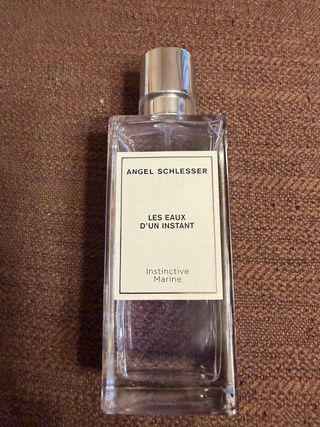 ANGEL SCHLESSER
LES EAUX
D'UN INSTANT
Instinctive
Marine